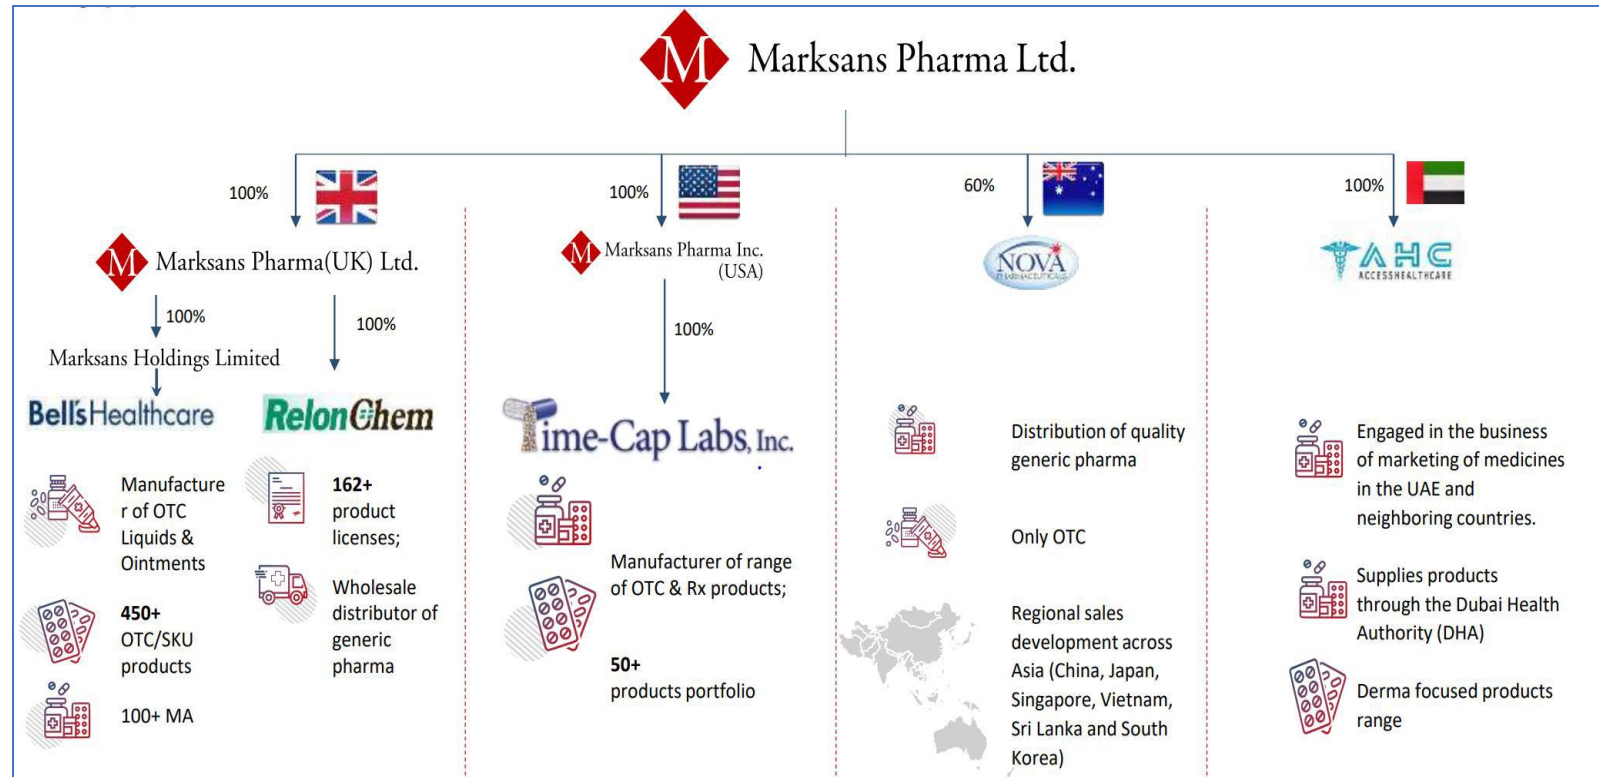 M
Marksans Pharma Ltd.
100%
100%
60%
100%
M
Marksans Pharma(UK) Ltd.
100%
Marksans Holdings Limited
Bell's Healthcare
Manufacture
r of OTC
Liquids &
Ointments
450+
OTC/SKU
products
100+ MA
100%
RelonChem
162+
product
licenses;
Wholesale
distributor of
generic
pharma
M
Marksans Pharma Inc.
(USA)
100%
Time-Cap Labs, Inc.
Manufacturer of range
of OTC & Rx products;
50+
products portfolio
NOVA
PHARMACEUTICALS
Distribution of quality
generic pharma
Only OTC
Regional sales
development across
Asia (China, Japan,
Singapore, Vietnam,
Sri Lanka and South
Korea)
AHC
ACCESSHEALTHCARE
Engaged in the business
of marketing of medicines
in the UAE and
neighboring countries.
Supplies products
through the Dubai Health
Authority (DHA)
Derma focused products
range